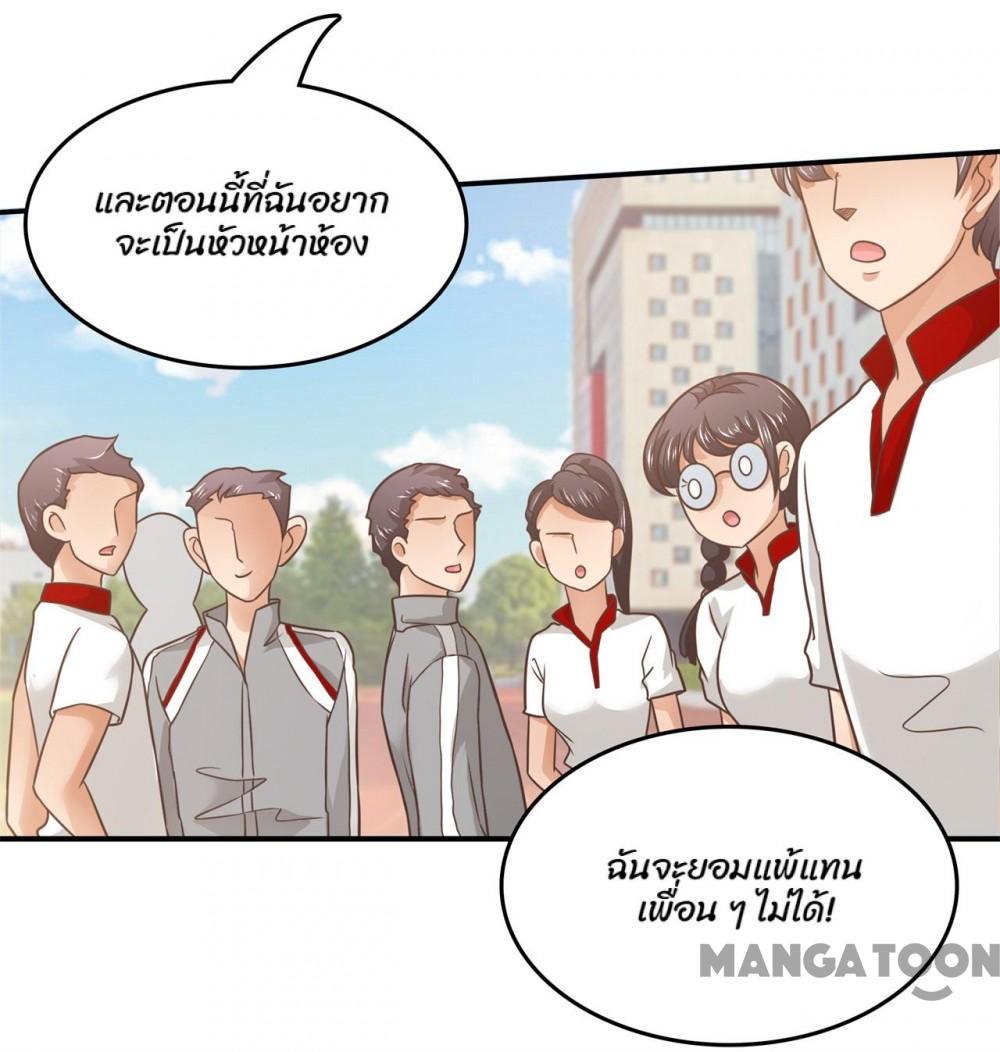 และตอนนี้ที่ฉันอยาก
จะเป็นหัวหน้าห้อง
ฉันจะยอมแพ้แทน
เพื่อน ๆ ไม่ได้!
MANGATOON